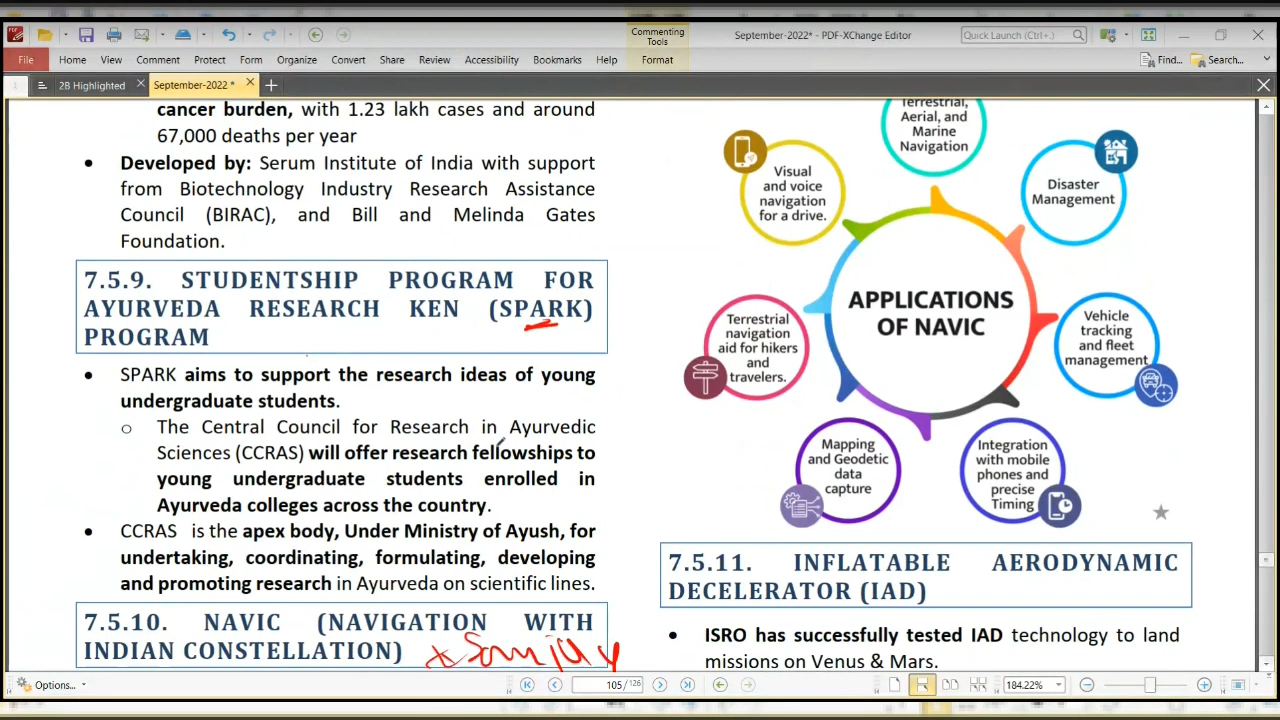 Commenting
Tools
September-2022* - PDF-XChange Editor
Quick Launch (Ctrl+.)
File
Home
View
Comment
Protect
Form
Organize
Convert
Share
Review
Accessibility
Bookmarks
Help
Format
Find...
Search...
1
2B Highlighted
September-2022 *
cancer burden, with 1.23 lakh cases and around
67,000 deaths per year
• Developed by: Serum Institute of India with support
from Biotechnology Industry Research Assistance
Council (BIRAC), and Bill and Melinda Gates
Foundation.
7.5.9. STUDENTSHIP PROGRAM FOR
AYURVEDA RESEARCH KEN (SPARK)
PROGRAM
• SPARK aims to support the research ideas of young
undergraduate students.
o The Central Council for Research in Ayurvedic
Sciences (CCRAS) will offer research fellowships to
young undergraduate students enrolled in
Ayurveda colleges across the country.
• CCRAS is the apex body, Under Ministry of Ayush, for
undertaking, coordinating, formulating, developing
and promoting research in Ayurveda on scientific lines.
7.5.10. NAVIC (NAVIGATION WITH
INDIAN CONSTELLATION)
Terrestrial,
Aerial, and
Marine
Navigation
Visual
and voice
navigation
for a drive.
Disaster
Management
APPLICATIONS
OF NAVIC
Terrestrial
navigation
aid for hikers
and
travelers.
Vehicle
tracking
and fleet
management
Mapping
and Geodetic
data
capture
Integration
with mobile
phones and
precise
Timing
7.5.11. INFLATABLE AERODYNAMIC
DECELERATOR (IAD)
• ISRO has successfully tested IAD technology to land
missions on Venus & Mars.
Options...
105 / 126
184.22%